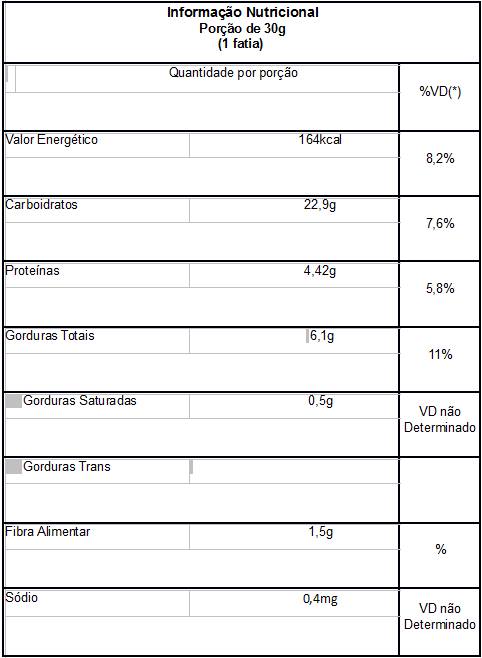 Informação Nutricional
Porção de 30g
(1 fatia)
Quantidade por porção
%VD(*)
Valor Energético 164kcal
8,2%
Carboidratos 22,9g
7,6%
Proteínas 4,42g
5,8%
Gorduras Totais 6,1g
11%
Gorduras Saturadas 0,5g
VD não
Determinado
Gorduras Trans
Fibra Alimentar 1,5g
%
Sódio 0,4mg
VD não
Determinado